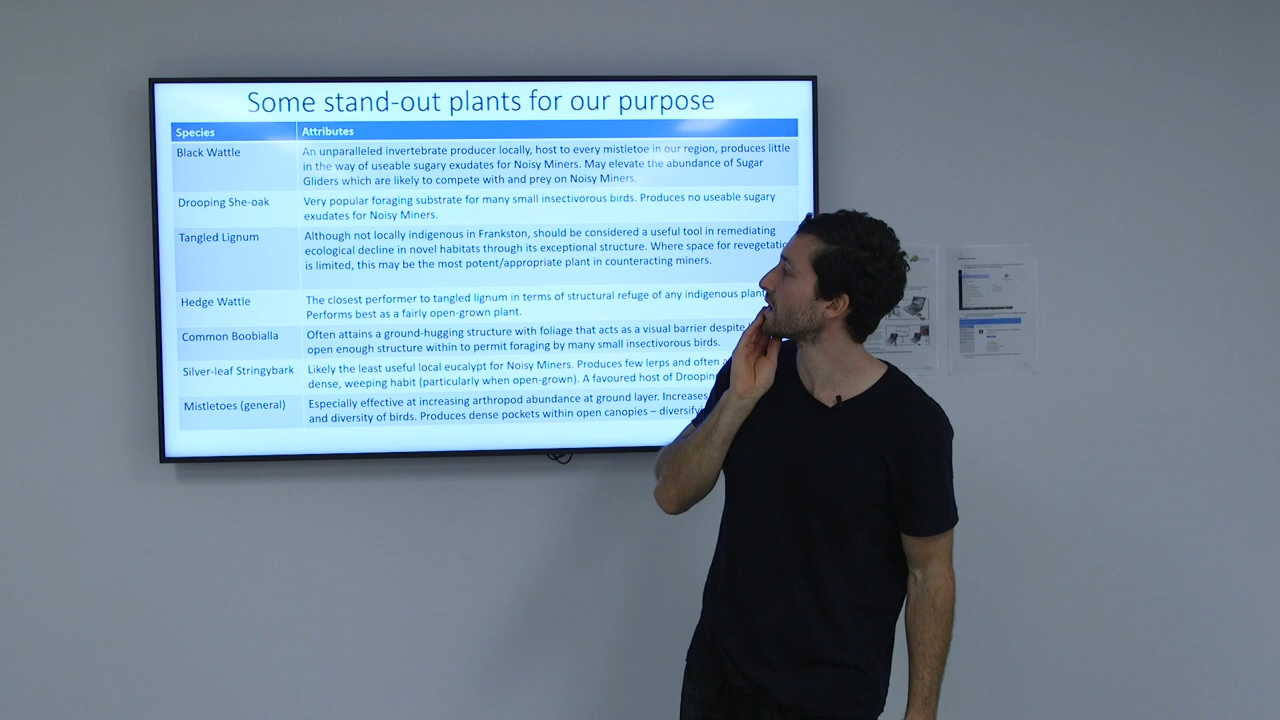 Some stand-out plants for our purpose
Species Attributes
Black Wattle An unparalleled invertebrate producer locally, host to every mistletoe in our region, produces little
in the way of useable sugary exudates for Noisy Miners. May elevate the abundance of Sugar
Gliders which are likely to compete with and prey on Noisy Miners.
Drooping She-oak Very popular foraging substrate for many small insectivorous birds. Produces no useable sugary
exudates for Noisy Miners.
Tangled Lignum Although not locally indigenous in Frankston, should be considered a useful tool in remediating
ecological decline in novel habitats through its exceptional structure. Where space for
is limited, this may be the most potent/appropriate plant in counteracting miners.
Hedge Wattle The closest performer to tangled lignum in terms of structural refuge of any indigenous
Performs best as a fairly open-grown plant.
Common Boobialla Often attains a ground-hugging structure with foliage that acts as a visual barrier despite
open enough structure within to permit foraging by many small insectivorous birds.
Silver-leaf Stringybark Likely the least useful local eucalypt for Noisy Miners. Produces few lerps and often
dense, weeping habit (particularly when open-grown). A favoured host of
Mistletoes (general) Especially effective at increasing arthropod abundance at ground layer. Increases
and diversity of birds. Produces dense pockets within open canopies –